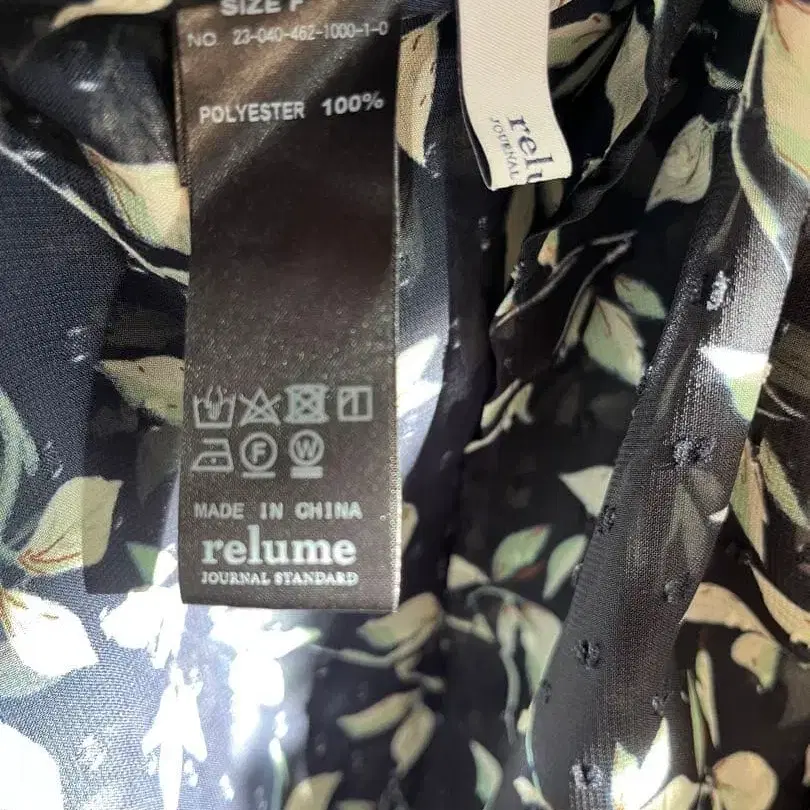 SIZE F
NO 23-040-462-1000-1-0
POLYESTER 100%
F W
MADE IN CHINA
relume
JOURNAL STANDARD
relu
JOURNAL